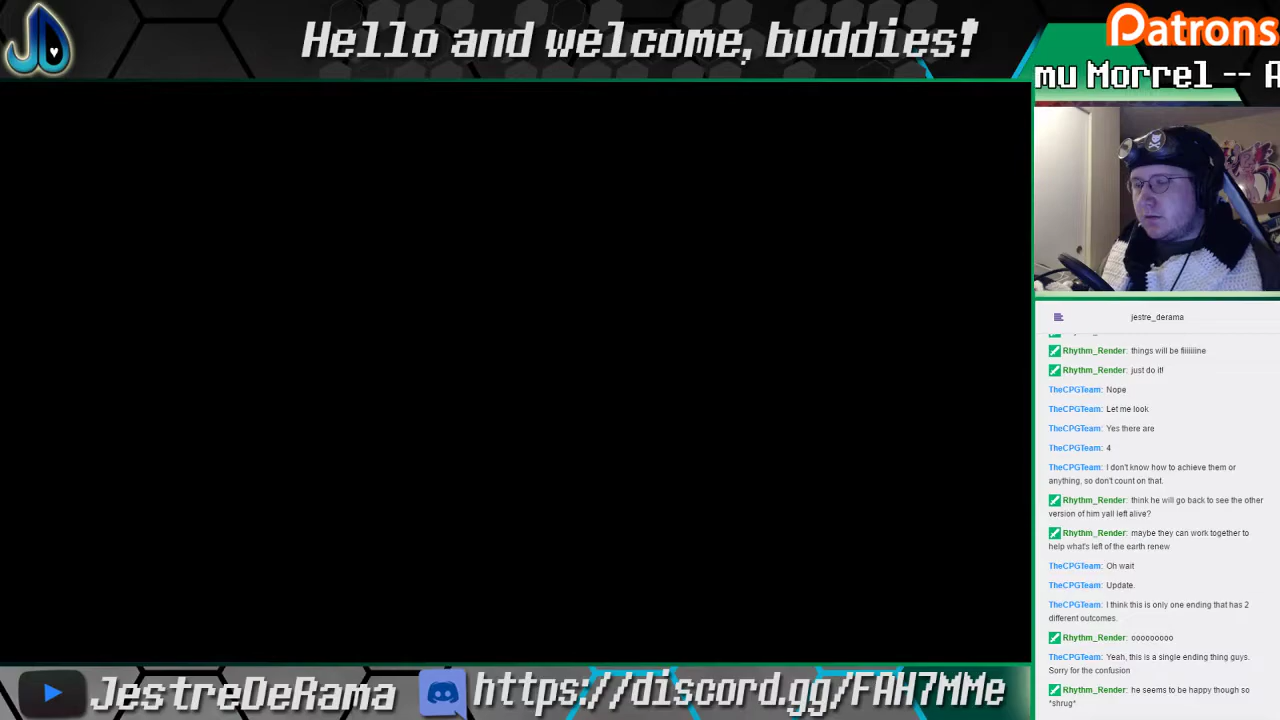 Hello and welcome, buddies!
Patrons
mu Morrel -- A
JD
jestre_derama
Rhythm_Render: things will be fiiiiiiine
Rhythm_Render: just do it!
TheCPGTeam: Nope
TheCPGTeam: Let me look
TheCPGTeam: Yes there are
TheCPGTeam: 4
TheCPGTeam: I don't know how to achieve them or
anything, so don't count on that.
Rhythm_Render: think he will go back to see the other
version of him yall left alive?
Rhythm_Render: maybe they can work together to
help what's left of the earth renew
TheCPGTeam: Oh wait
TheCPGTeam: Update.
TheCPGTeam: I think this is only one ending that has 2
different outcomes.
Rhythm_Render: ooooooooo
TheCPGTeam: Yeah, this is a single ending thing guys.
Sorry for the confusion
Rhythm_Render: he seems to be happy though so
*shrug*
JestreDeRama
https://discord.gg/FAH7MMe